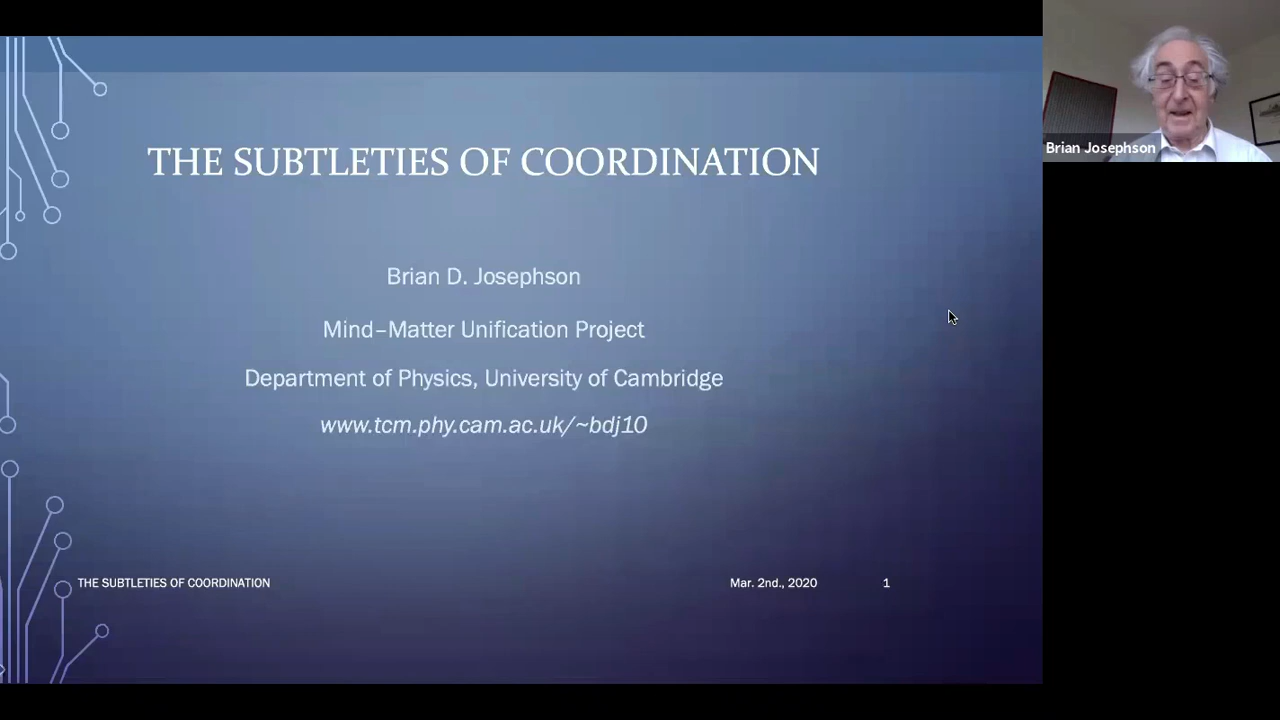 THE SUBTLETIES OF COORDINATION
Brian D. Josephson
Mind–Matter Unification Project
Department of Physics, University of Cambridge
www.tcm.phy.cam.ac.uk/~bdj10
THE SUBTLETIES OF COORDINATION
Mar. 2nd., 2020
1
Brian Josephson